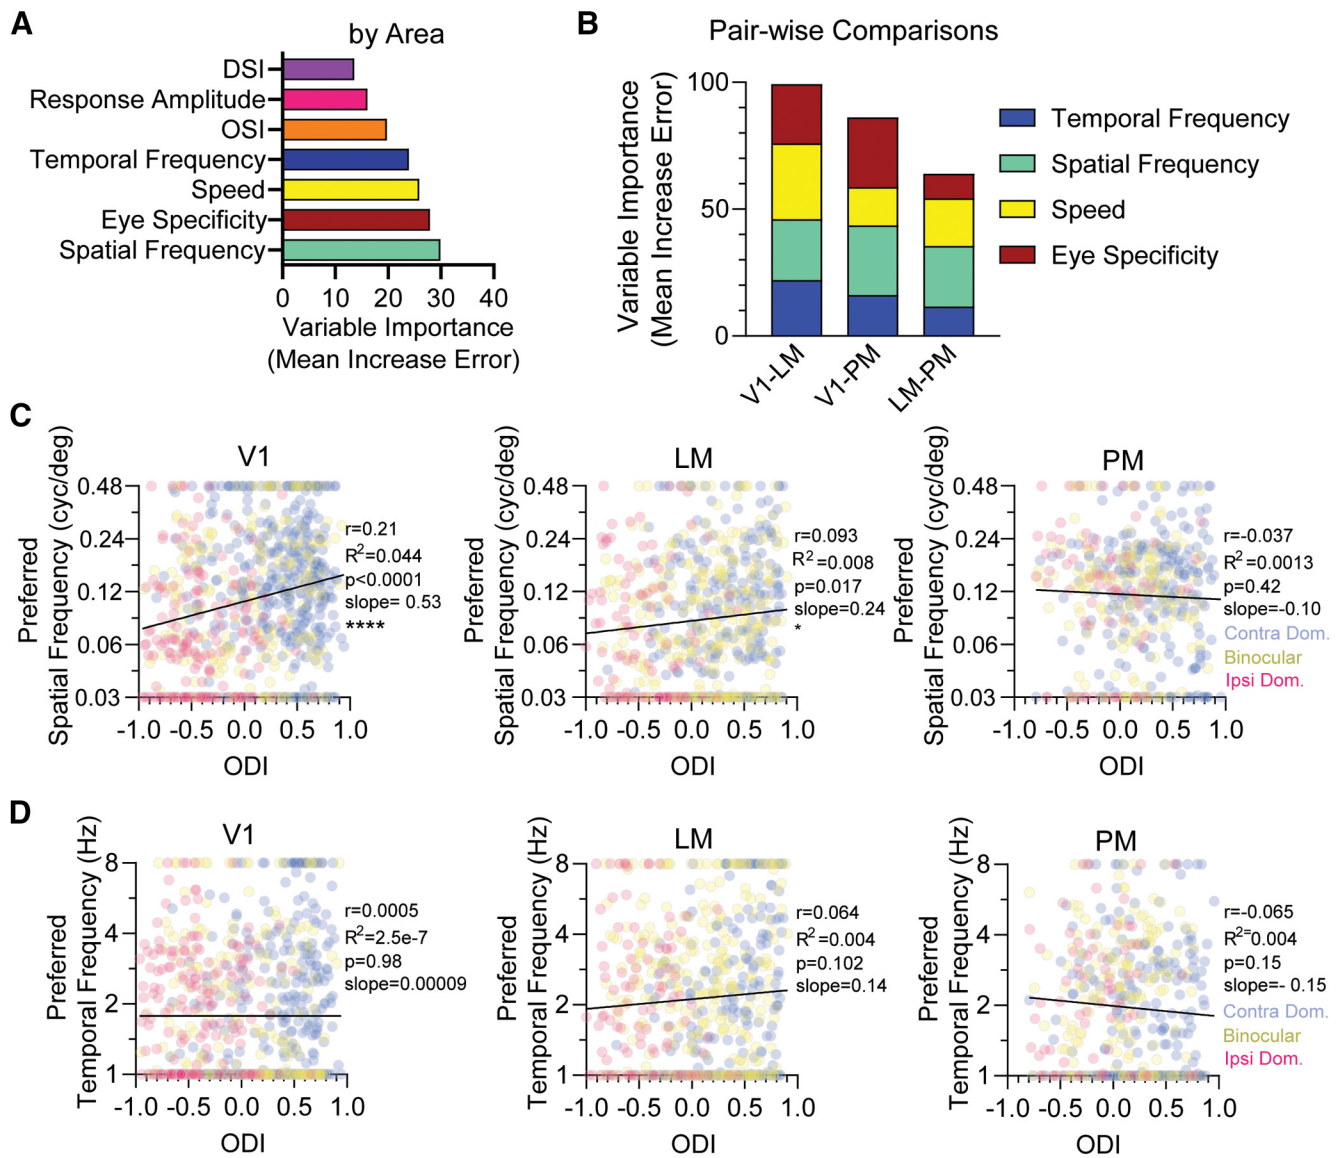 A
by Area
DSI
Response Amplitude
OSI
Temporal Frequency
Speed
Eye Specificity
Spatial Frequency
0 10 20 30 40
Variable Importance
(Mean Increase Error)
B
Pair-wise Comparisons
Variable Importance
(Mean Increase Error)
100
50
0
V1-LM
V1-PM
LM-PM
Temporal Frequency
Spatial Frequency
Speed
Eye Specificity
C
V1
Preferred
Spatial Frequency (cyc/deg)
0.48
0.24
0.12
0.06
0.03
-1.0 -0.5 0.0 0.5 1.0
ODI
r=0.21
R²=0.044
p<0.0001
slope= 0.53
****
LM
Preferred
Spatial Frequency (cyc/deg)
0.48
0.24
0.12
0.06
0.03
-1.0 -0.5 0.0 0.5 1.0
ODI
r=0.093
R²=0.008
p=0.017
slope=0.24
*
PM
Preferred
Spatial Frequency (cyc/deg)
0.48
0.24
0.12
0.06
0.03
-1.0 -0.5 0.0 0.5 1.0
ODI
r=-0.037
R²=0.0013
p=0.42
slope=-0.10
Contra Dom.
Binocular
Ipsi Dom.
D
V1
Preferred
Temporal Frequency (Hz)
8
4
2
1
-1.0 -0.5 0.0 0.5 1.0
ODI
r=0.0005
R²=2.5e-7
p=0.98
slope=0.00009
LM
Preferred
Temporal Frequency (Hz)
8
4
2
1
-1.0 -0.5 0.0 0.5 1.0
ODI
r=0.064
R²=0.004
p=0.102
slope=0.14
PM
Preferred
Temporal Frequency (Hz)
8
4
2
1
-1.0 -0.5 0.0 0.5 1.0
ODI
r=-0.065
R²=0.004
p=0.15
slope=- 0.15
Contra Dom.
Binocular
Ipsi Dom.